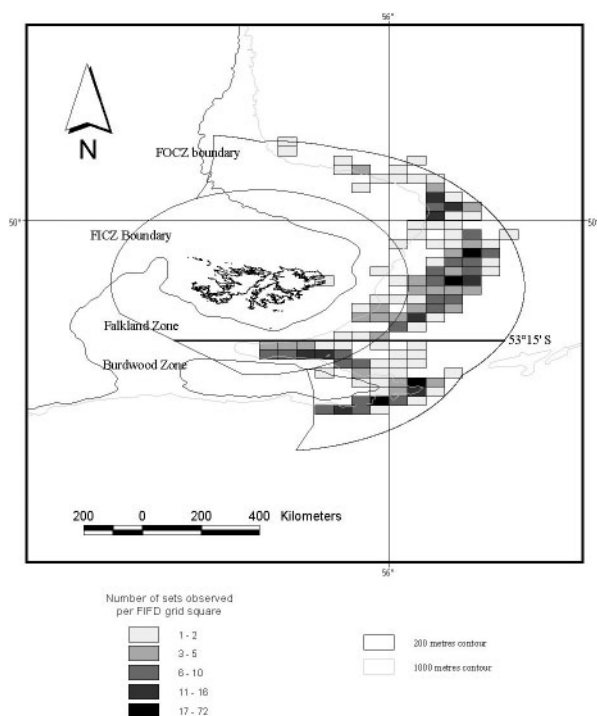 56°
N
FOCZ boundary
50°
50°
FICZ Boundary
Falkland Zone
53°15' S
Burdwood Zone
200 0 200 400 Kilometers
56°
Number of sets observed
per FIFD grid square
1 - 2
3 - 5
6 - 10
11 - 16
17 - 72
200 metres contour
1000 metres contour